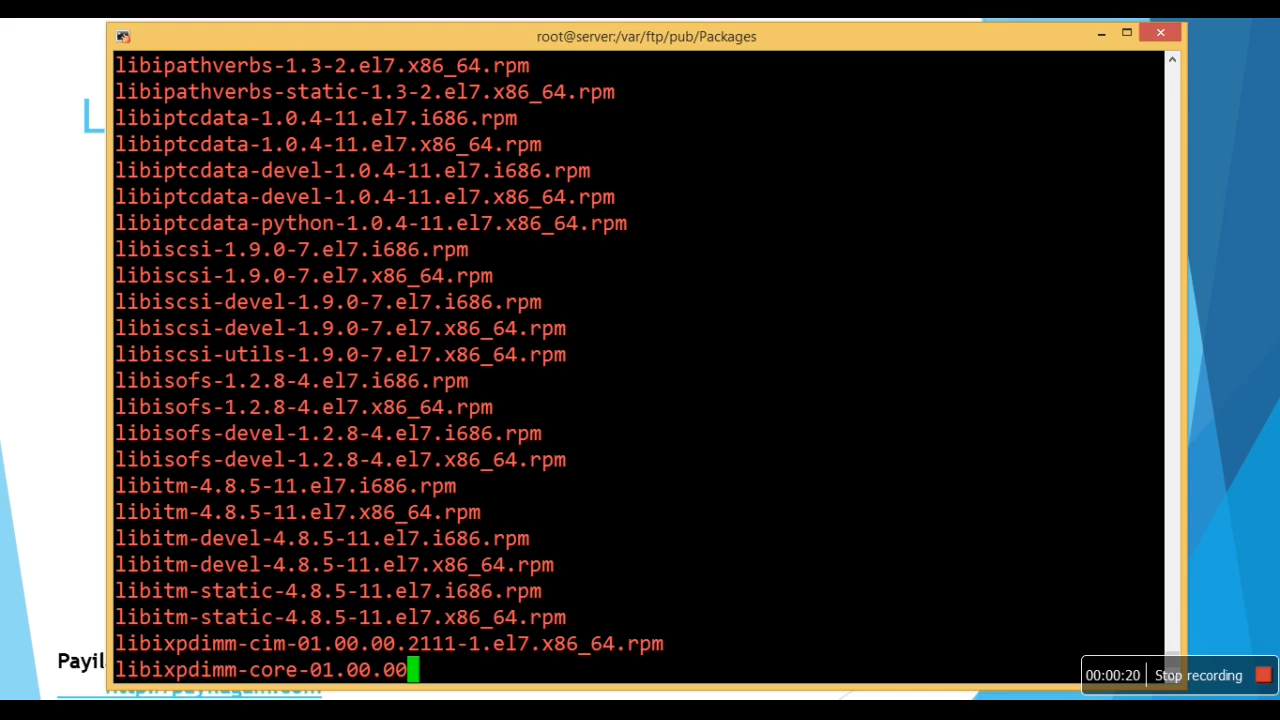 root@server:/var/ftp/pub/Packages
libipathverbs-1.3-2.el7.x86_64.rpm
libipathverbs-static-1.3-2.el7.x86_64.rpm
libiptcdata-1.0.4-11.el7.i686.rpm
libiptcdata-1.0.4-11.el7.x86_64.rpm
libiptcdata-devel-1.0.4-11.el7.i686.rpm
libiptcdata-devel-1.0.4-11.el7.x86_64.rpm
libiptcdata-python-1.0.4-11.el7.x86_64.rpm
libiscsi-1.9.0-7.el7.i686.rpm
libiscsi-1.9.0-7.el7.x86_64.rpm
libiscsi-devel-1.9.0-7.el7.i686.rpm
libiscsi-devel-1.9.0-7.el7.x86_64.rpm
libiscsi-utils-1.9.0-7.el7.x86_64.rpm
libisofs-1.2.8-4.el7.i686.rpm
libisofs-1.2.8-4.el7.x86_64.rpm
libisofs-devel-1.2.8-4.el7.i686.rpm
libisofs-devel-1.2.8-4.el7.x86_64.rpm
libitm-4.8.5-11.el7.i686.rpm
libitm-4.8.5-11.el7.x86_64.rpm
libitm-devel-4.8.5-11.el7.i686.rpm
libitm-devel-4.8.5-11.el7.x86_64.rpm
libitm-static-4.8.5-11.el7.i686.rpm
libitm-static-4.8.5-11.el7.x86_64.rpm
libixpdimm-cim-01.00.00.2111-1.el7.x86_64.rpm
libixpdimm-core-01.00.00
L
Payil
00:00:20 Stop recording